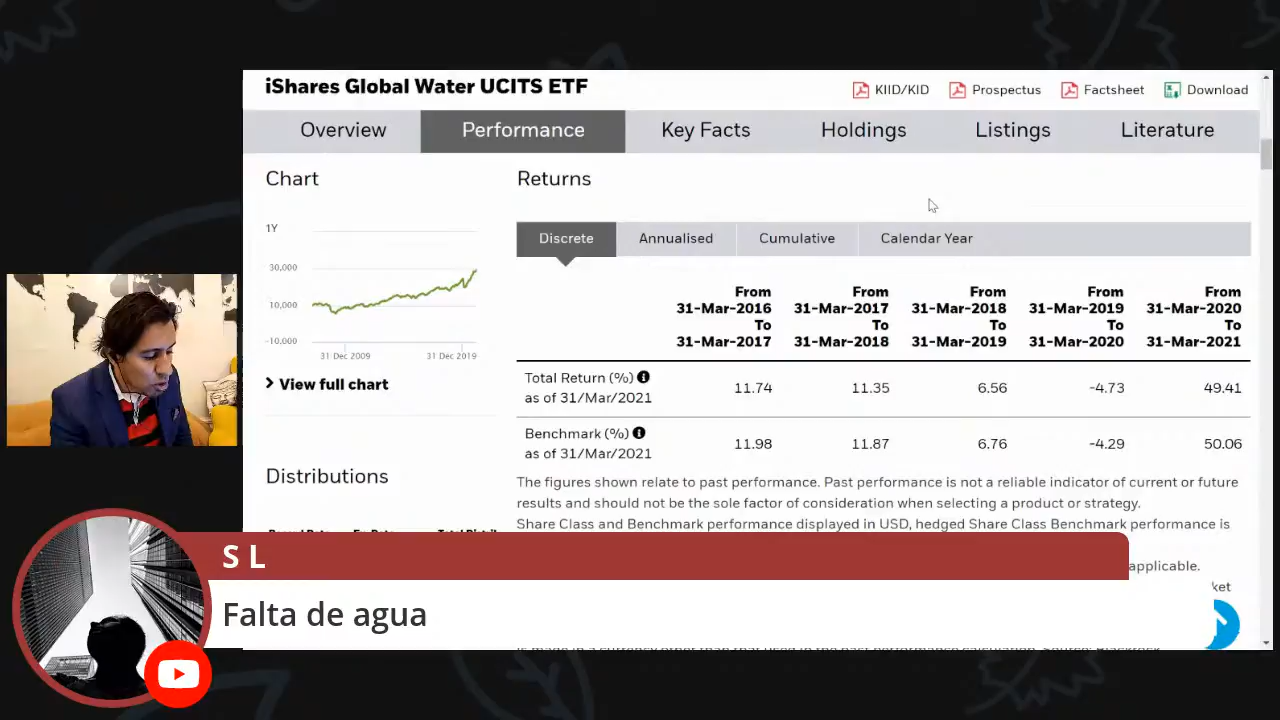 iShares Global Water UCITS ETF
KIID/KID Prospectus Factsheet Download
Overview Performance Key Facts Holdings Listings Literature
Chart
1Y
30,000
10,000
-10,000
31 Dec 2009 31 Dec 2019
View full chart
Distributions
Returns
Discrete Annualised Cumulative Calendar Year
From From From From From
31-Mar-2016 31-Mar-2017 31-Mar-2018 31-Mar-2019 31-Mar-2020
To To To To To
31-Mar-2017 31-Mar-2018 31-Mar-2019 31-Mar-2020 31-Mar-2021
Total Return (%)
as of 31/Mar/2021 11.74 11.35 6.56 -4.73 49.41
Benchmark (%)
as of 31/Mar/2021 11.98 11.87 6.76 -4.29 50.06
The figures shown relate to past performance. Past performance is not a reliable indicator of current or future
results and should not be the sole factor of consideration when selecting a product or strategy.
Share Class and Benchmark performance displayed in USD, hedged Share Class Benchmark performance is
applicable.
S L
Falta de agua